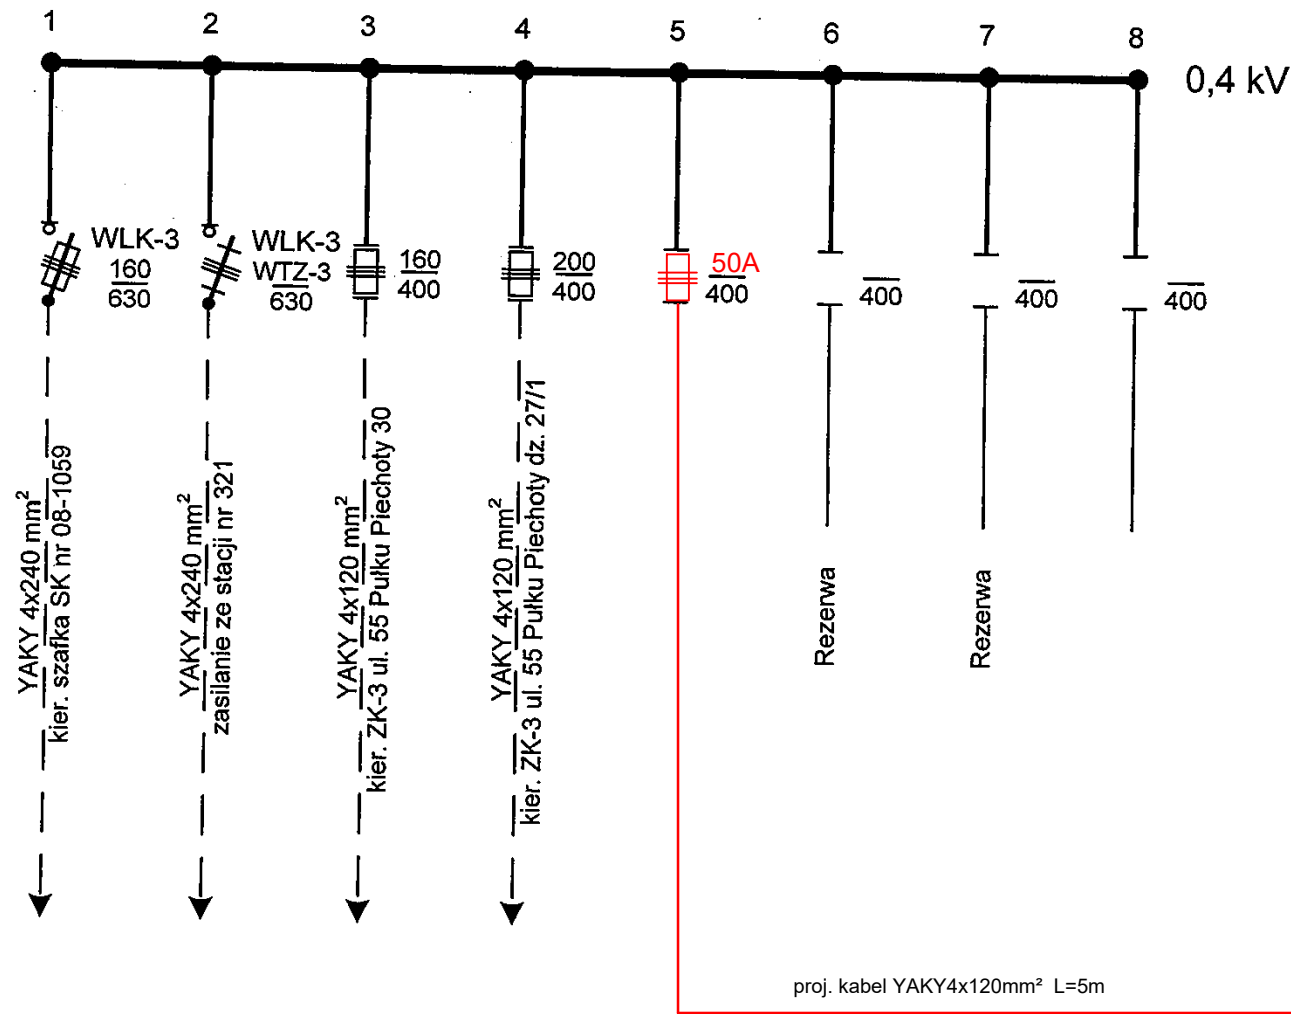 1 2 3 4 5 6 7 8
0,4 kV
WLK-3
160
630
WLK-3
WTZ-3
630
160
400
200
400
50A
400
400
400
400
YAKY 4x240 mm²
kier. szafka SK nr 08-1059
YAKY 4x240 mm²
zasilanie ze stacji nr 321
YAKY 4x120 mm²
kier. ZK-3 ul. 55 Pułku Piechoty 30
YAKY 4x120 mm²
kier. ZK-3 ul. 55 Pułku Piechoty dz. 27/1
Rezerwa
Rezerwa
proj. kabel YAKY4x120mm² L=5m